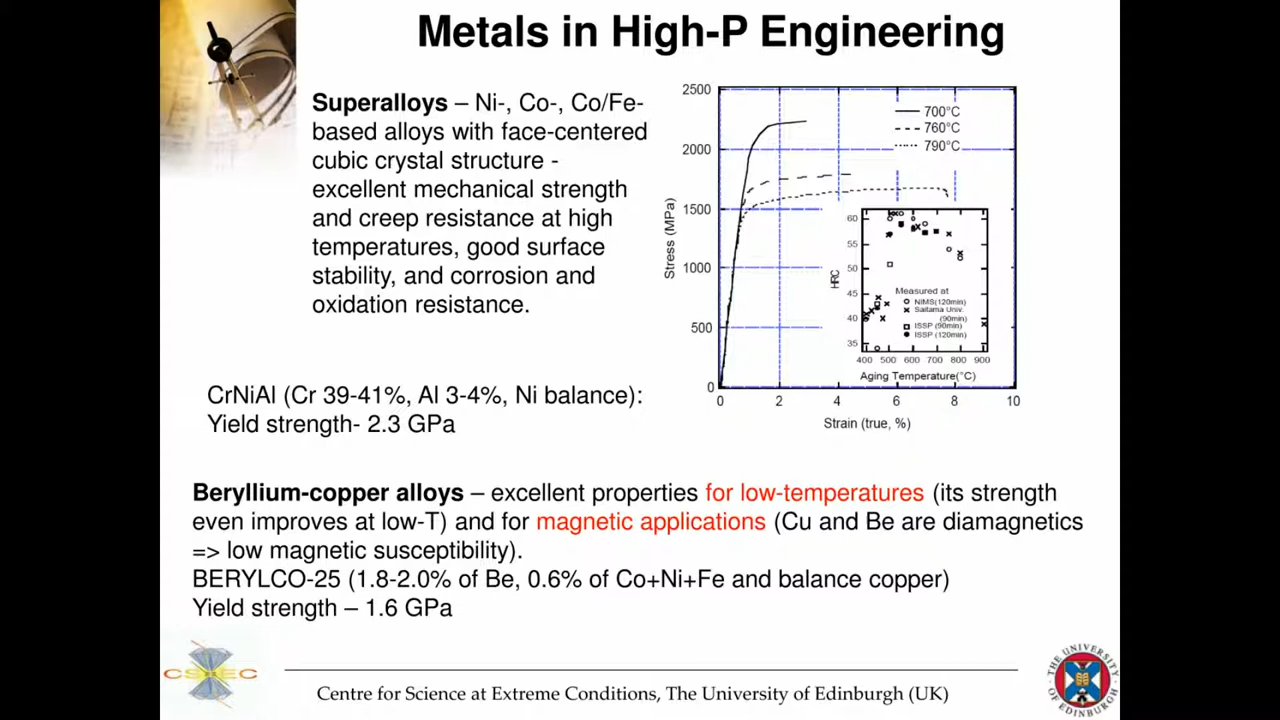 Metals in High-P Engineering
Superalloys – Ni-, Co-, Co/Fe-
based alloys with face-centered
cubic crystal structure -
excellent mechanical strength
and creep resistance at high
temperatures, good surface
stability, and corrosion and
oxidation resistance.
CrNiAl (Cr 39-41%, Al 3-4%, Ni balance):
Yield strength- 2.3 GPa
2500
2000
1500
1000
500
0
Stress (MPa)
0 2 4 6 8 10
Strain (true, %)
700°C
760°C
790°C
60
55
50
45
40
35
HRC
Measured at
NIMS(120min)
Saitama Univ.
(90min)
ISSP (90min)
ISSP (120min)
400 500 600 700 800 900
Aging Temperature(°C)
Beryllium-copper alloys – excellent properties for low-temperatures (its strength
even improves at low-T) and for magnetic applications (Cu and Be are diamagnetics
=> low magnetic susceptibility).
BERYLCO-25 (1.8-2.0% of Be, 0.6% of Co+Ni+Fe and balance copper)
Yield strength – 1.6 GPa
CSEC
Centre for Science at Extreme Conditions, The University of Edinburgh (UK)
THE UNIVERSITY OF EDINBURGH